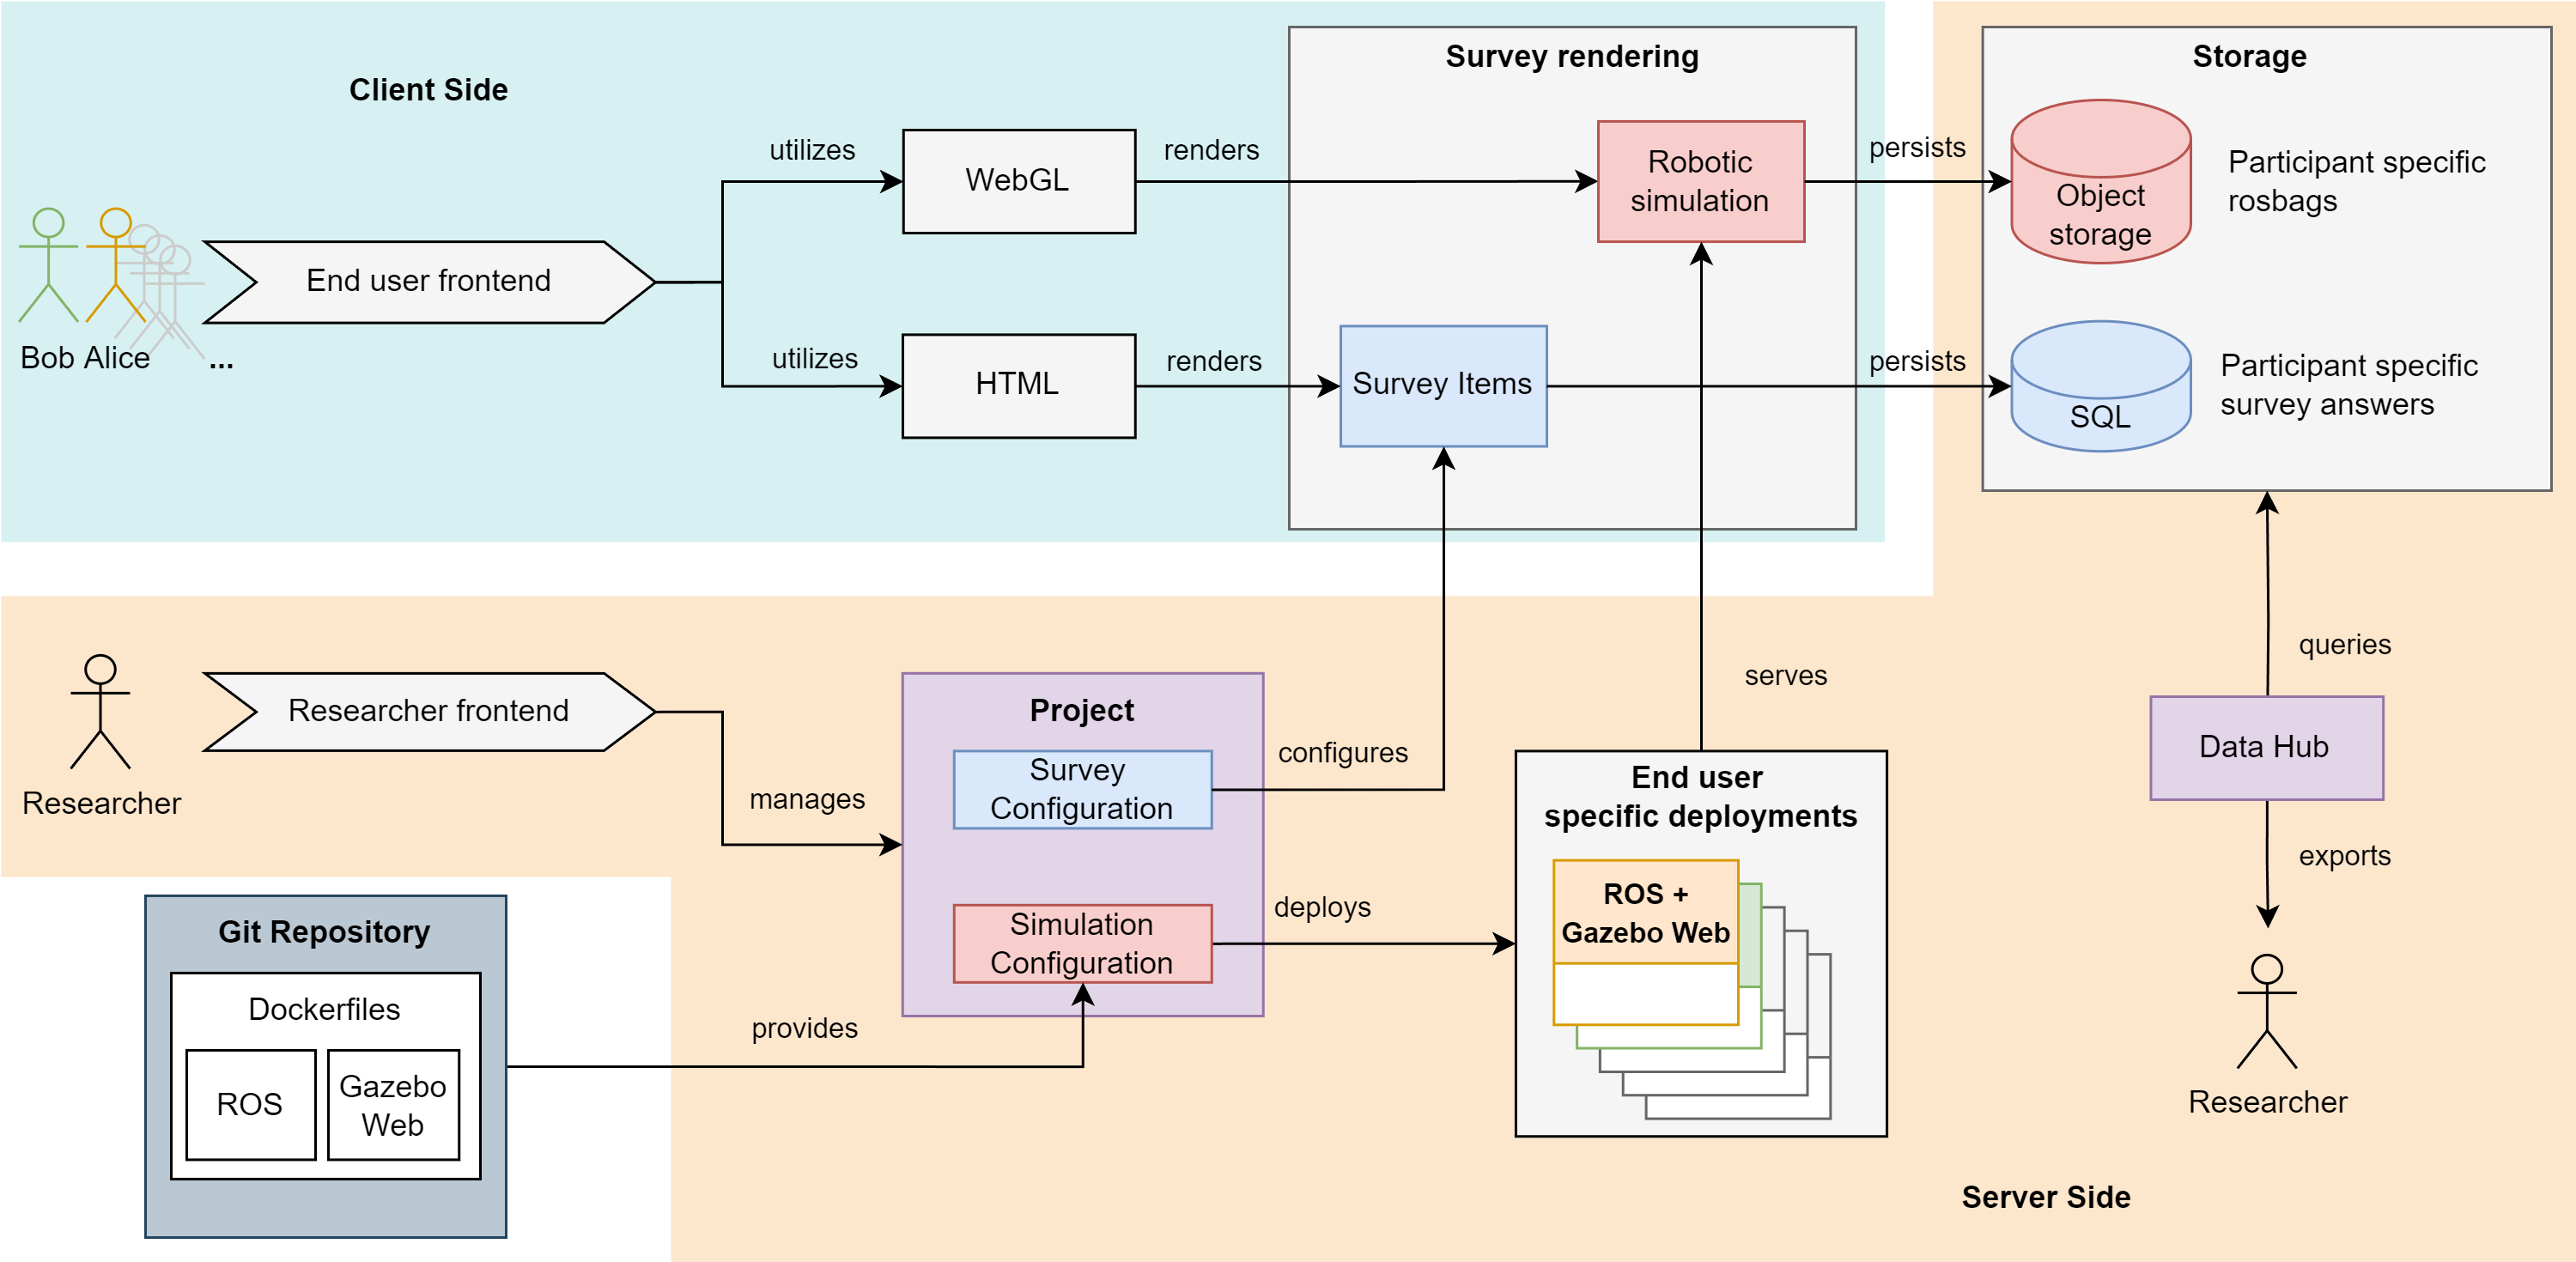 Client Side
Survey rendering
Storage
utilizes
WebGL
renders
Robotic
simulation
persists
Object
storage
Participant specific
rosbags
End user frontend
Bob Alice
...
utilizes
HTML
renders
Survey Items
persists
SQL
Participant specific
survey answers
Researcher
Researcher frontend
manages
Project
Survey
Configuration
configures
Simulation
Configuration
deploys
serves
End user
specific deployments
ROS +
Gazebo Web
queries
Data Hub
exports
Researcher
Git Repository
Dockerfiles
ROS
Gazebo
Web
provides
Server Side